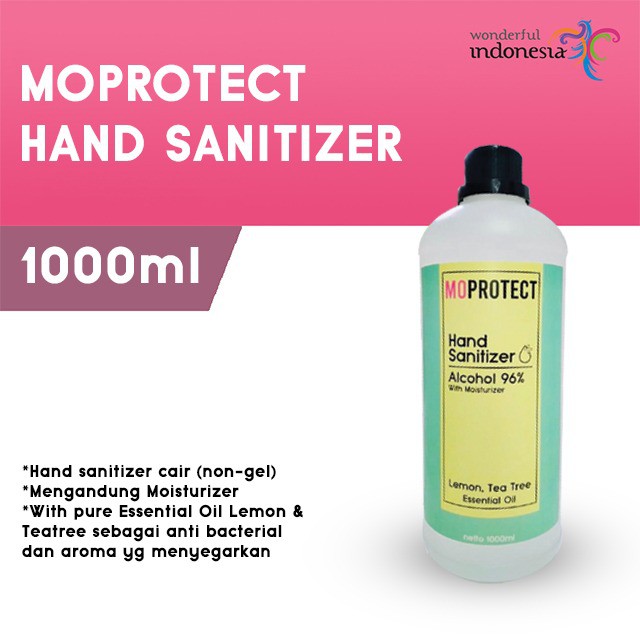 wonderful
indonesia
MOPROTECT
HAND SANITIZER
1000ml
MOPROTECT
Hand
Sanitizer
Alcohol 96%
With Moisturizer
Lemon, Tea Tree
Essential Oil
netto 1000ml
*Hand sanitizer cair (non-gel)
*Mengandung Moisturizer
*With pure Essential Oil Lemon &
Teatree sebagai anti bacterial
dan aroma yg menyegarkan